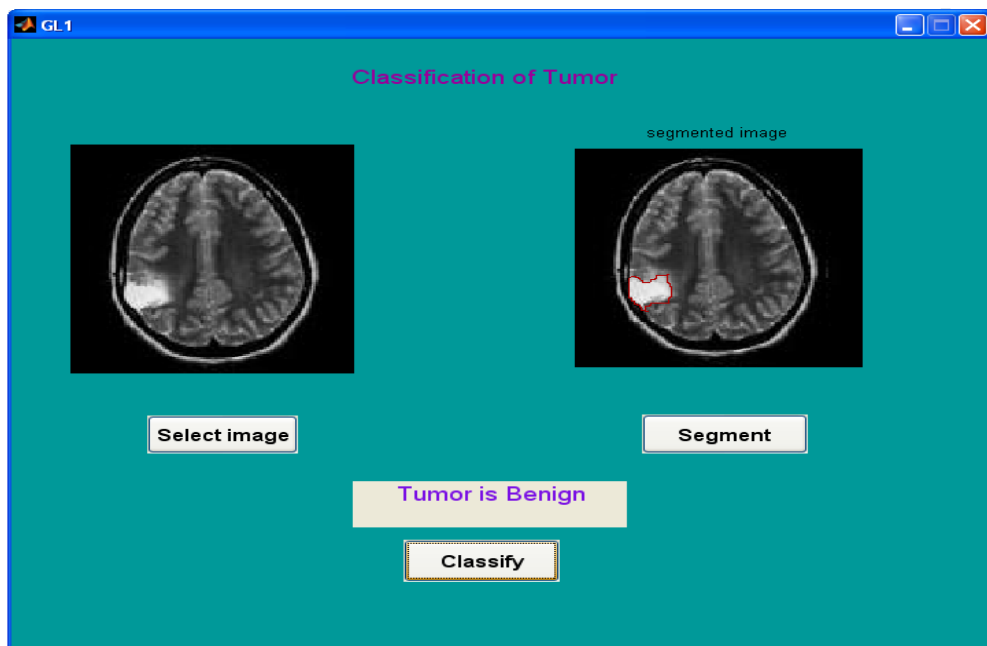 GL1
Classification of Tumor
segmented image
Select image
Segment
Tumor is Benign
Classify